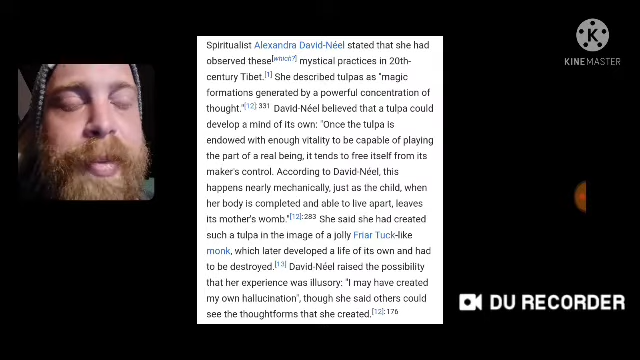 Spiritualist Alexandra David-Néel stated that she had
observed these[which?] mystical practices in 20th-
century Tibet.[1] She described tulpas as "magic
formations generated by a powerful concentration of
thought."[12]:331 David-Néel believed that a tulpa could
develop a mind of its own: "Once the tulpa is
endowed with enough vitality to be capable of playing
the part of a real being, it tends to free itself from its
maker's control. According to David-Néel, this
happens nearly mechanically, just as the child, when
her body is completed and able to live apart, leaves
its mother's womb."[12]:283 She said she had created
such a tulpa in the image of a jolly Friar Tuck-like
monk, which later developed a life of its own and had
to be destroyed.[13] David-Néel raised the possibility
that her experience was illusory: "I may have created
my own hallucination", though she said others could
see the thoughtforms that she created.[12]:176
K
KINEMASTER
DU RECORDER